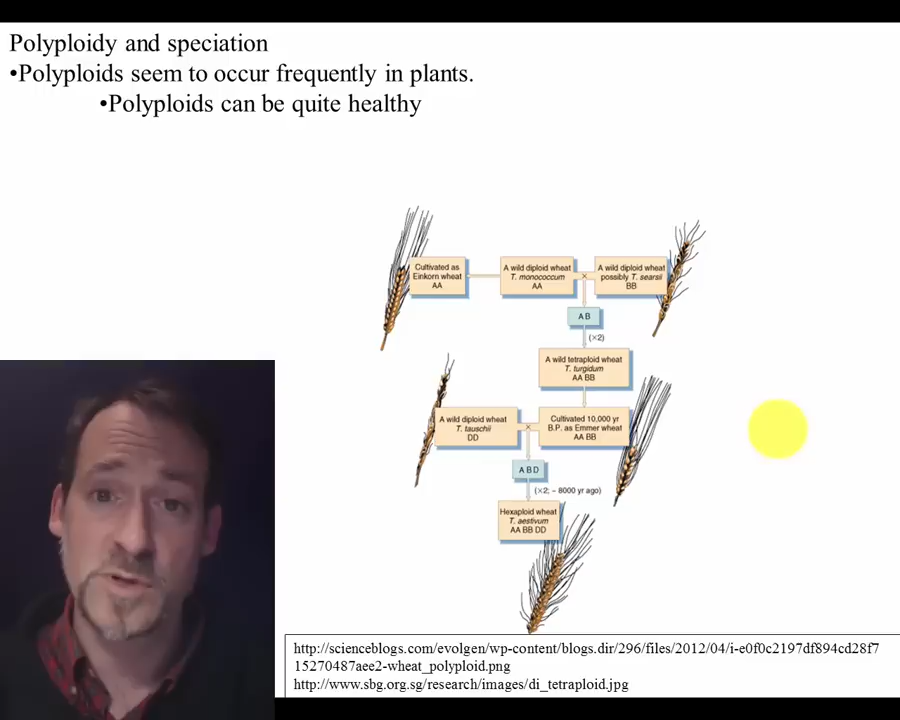 Polyploidy and speciation
•Polyploids seem to occur frequently in plants.
•Polyploids can be quite healthy
Cultivated as
Einkorn wheat
AA
A wild diploid wheat
T. monococcum
AA
×
A wild diploid wheat
possibly T. searsii
BB
A B
(×2)
A wild tetraploid wheat
T. turgidum
AA BB
A wild diploid wheat
T. tauschii
DD
×
Cultivated 10,000 yr
B.P. as Emmer wheat
AA BB
A B D
(×2; ~ 8000 yr ago)
Hexaploid wheat
T. aestivum
AA BB DD
http://scienceblogs.com/evolgen/wp-content/blogs.dir/296/files/2012/04/i-e0f0c2197df894cd28f7
15270487aee2-wheat_polyploid.png
http://www.sbg.org.sg/research/images/di_tetraploid.jpg